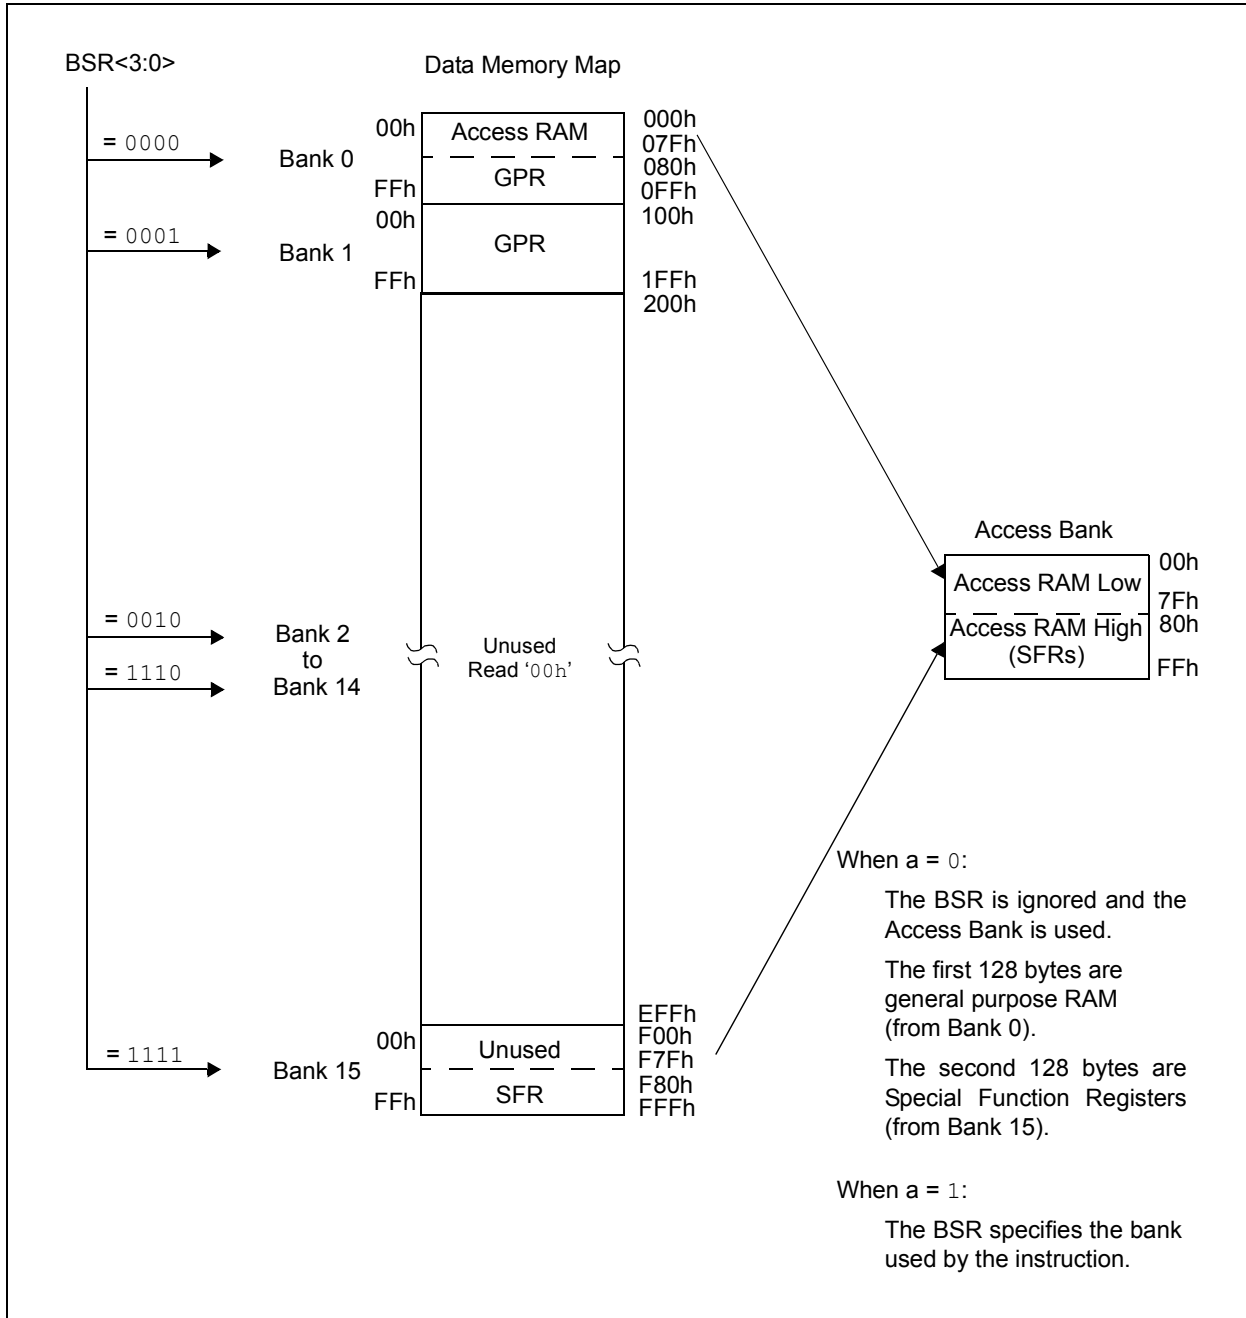 BSR<3:0>
Data Memory Map
= 0000
Bank 0
00h
Access RAM
000h
07Fh
080h
FFh
GPR
0FFh
= 0001
Bank 1
00h
GPR
100h
FFh
1FFh
200h
Access Bank
00h
Access RAM Low
7Fh
Access RAM High
(SFRs)
80h
FFh
= 0010
Bank 2
to
Bank 14
= 1110
Unused
Read ‘00h’
When a = 0:
The BSR is ignored and the
Access Bank is used.
The first 128 bytes are
general purpose RAM
(from Bank 0).
The second 128 bytes are
Special Function Registers
(from Bank 15).
When a = 1:
The BSR specifies the bank
used by the instruction.
EFFh
= 1111
Bank 15
00h
Unused
F00h
F7Fh
FFh
SFR
F80h
FFFh